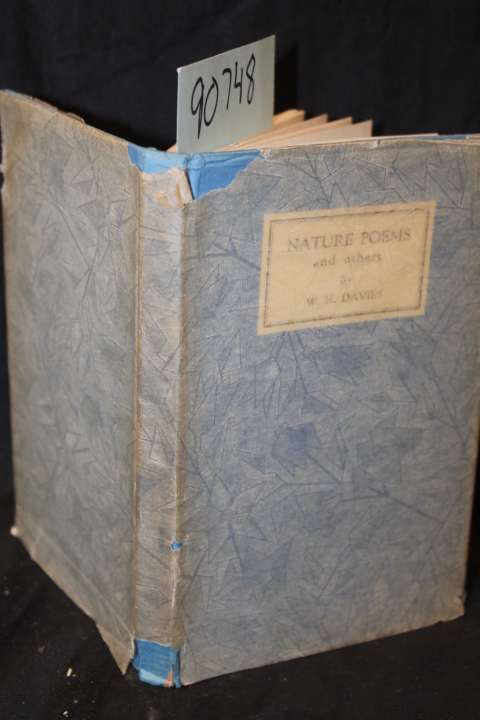 90748
NATURE POEMS
and others
by
W. H. DAVIES